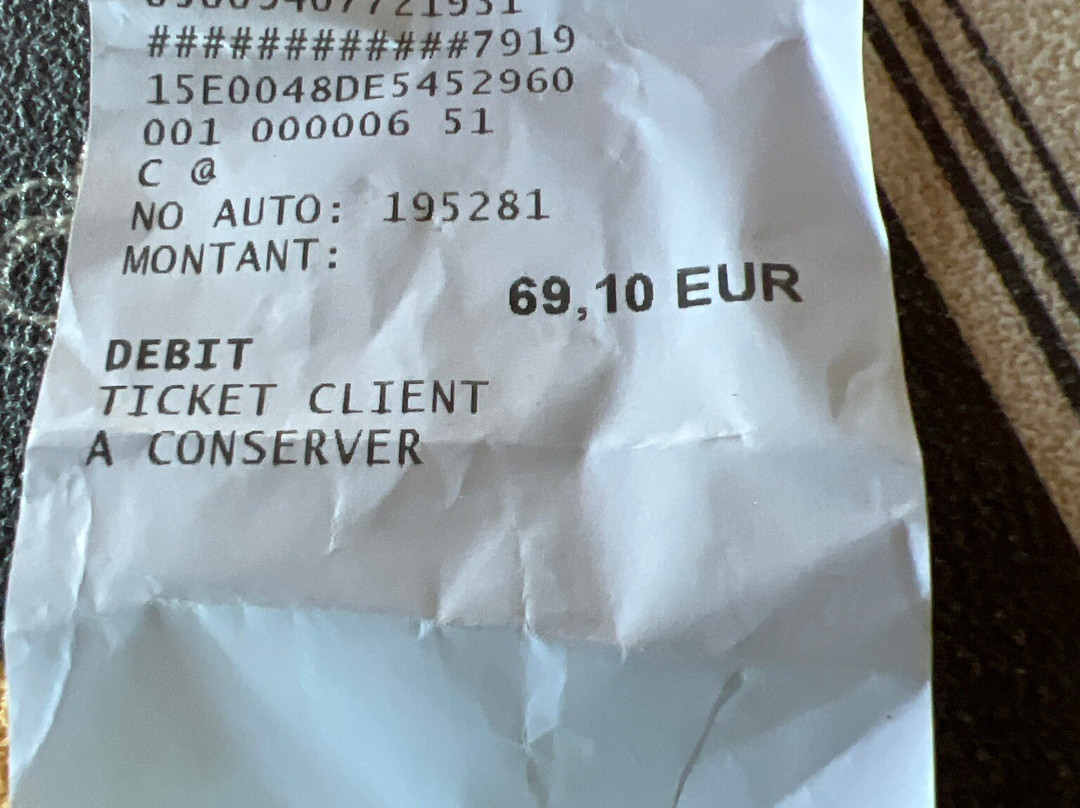 ############7919
15E0048DE5452960
001 000006 51
C @
NO AUTO: 195281
MONTANT:
69,10 EUR
DEBIT
TICKET CLIENT
A CONSERVER